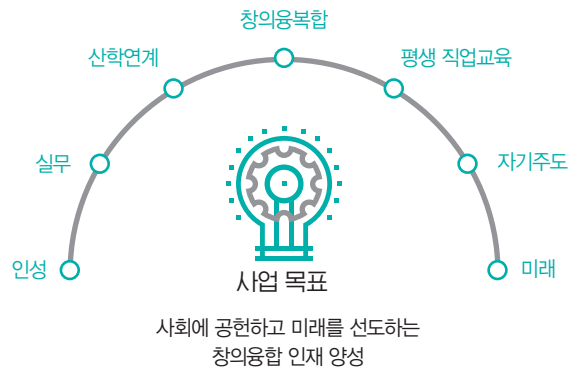 창의융복합
산학연계
평생 직업교육
실무
자기주도
인성
미래
사업 목표
사회에 공헌하고 미래를 선도하는
창의융합 인재 양성